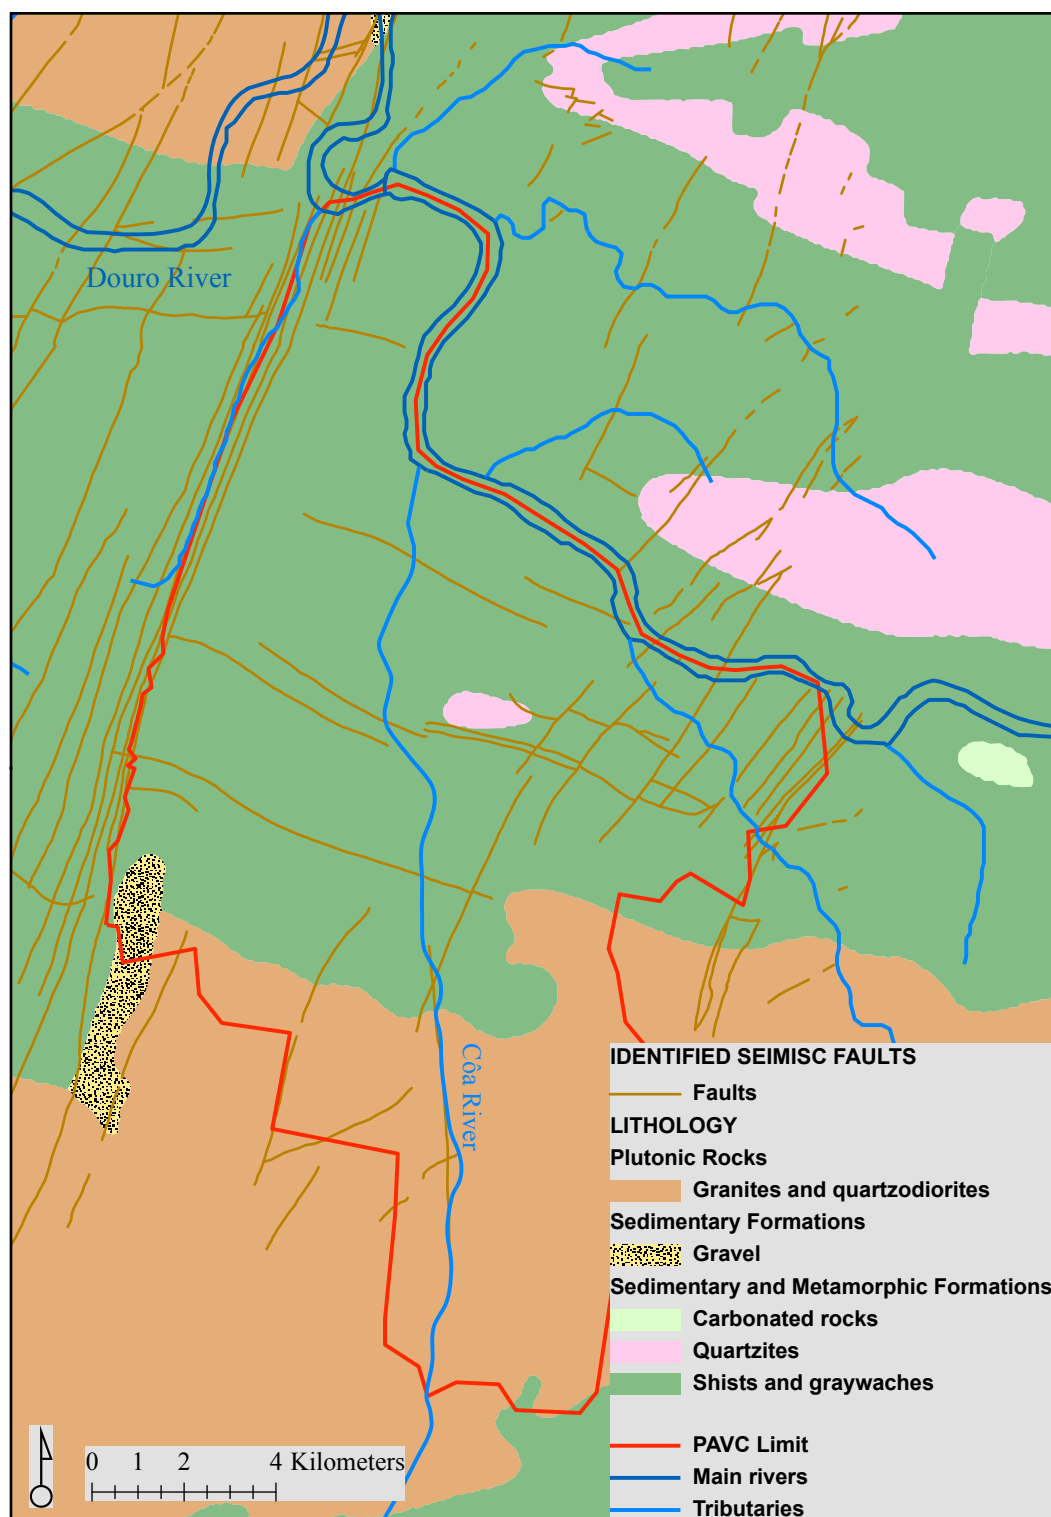 Douro River
Côa River
IDENTIFIED SEIMISC FAULTS
Faults
LITHOLOGY
Plutonic Rocks
Granites and quartzodiorites
Sedimentary Formations
Gravel
Sedimentary and Metamorphic Formations
Carbonated rocks
Quartzites
Shists and graywaches
PAVC Limit
Main rivers
Tributaries
0 1 2 4 Kilometers